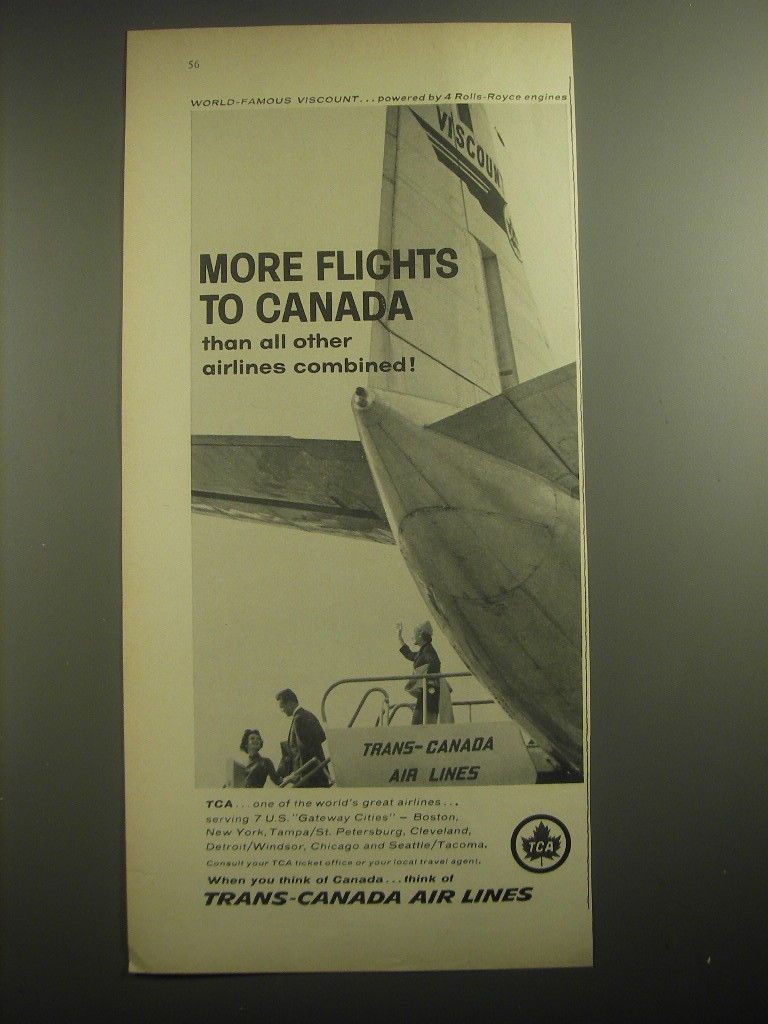 56
WORLD-FAMOUS VISCOUNT... powered by 4 Rolls-Royce engines
VISCOUN
MORE FLIGHTS
TO CANADA
than all other
airlines combined!
TRANS-CANADA
AIR LINES
TCA... one of the world's great airlines...
serving 7 U.S. "Gateway Cities" – Boston,
New York, Tampa/St. Petersburg, Cleveland,
Detroit/Windsor, Chicago and Seattle/Tacoma.
Consult your TCA ticket office or your local travel agent.
TCA
When you think of Canada...think of
TRANS-CANADA AIR LINES